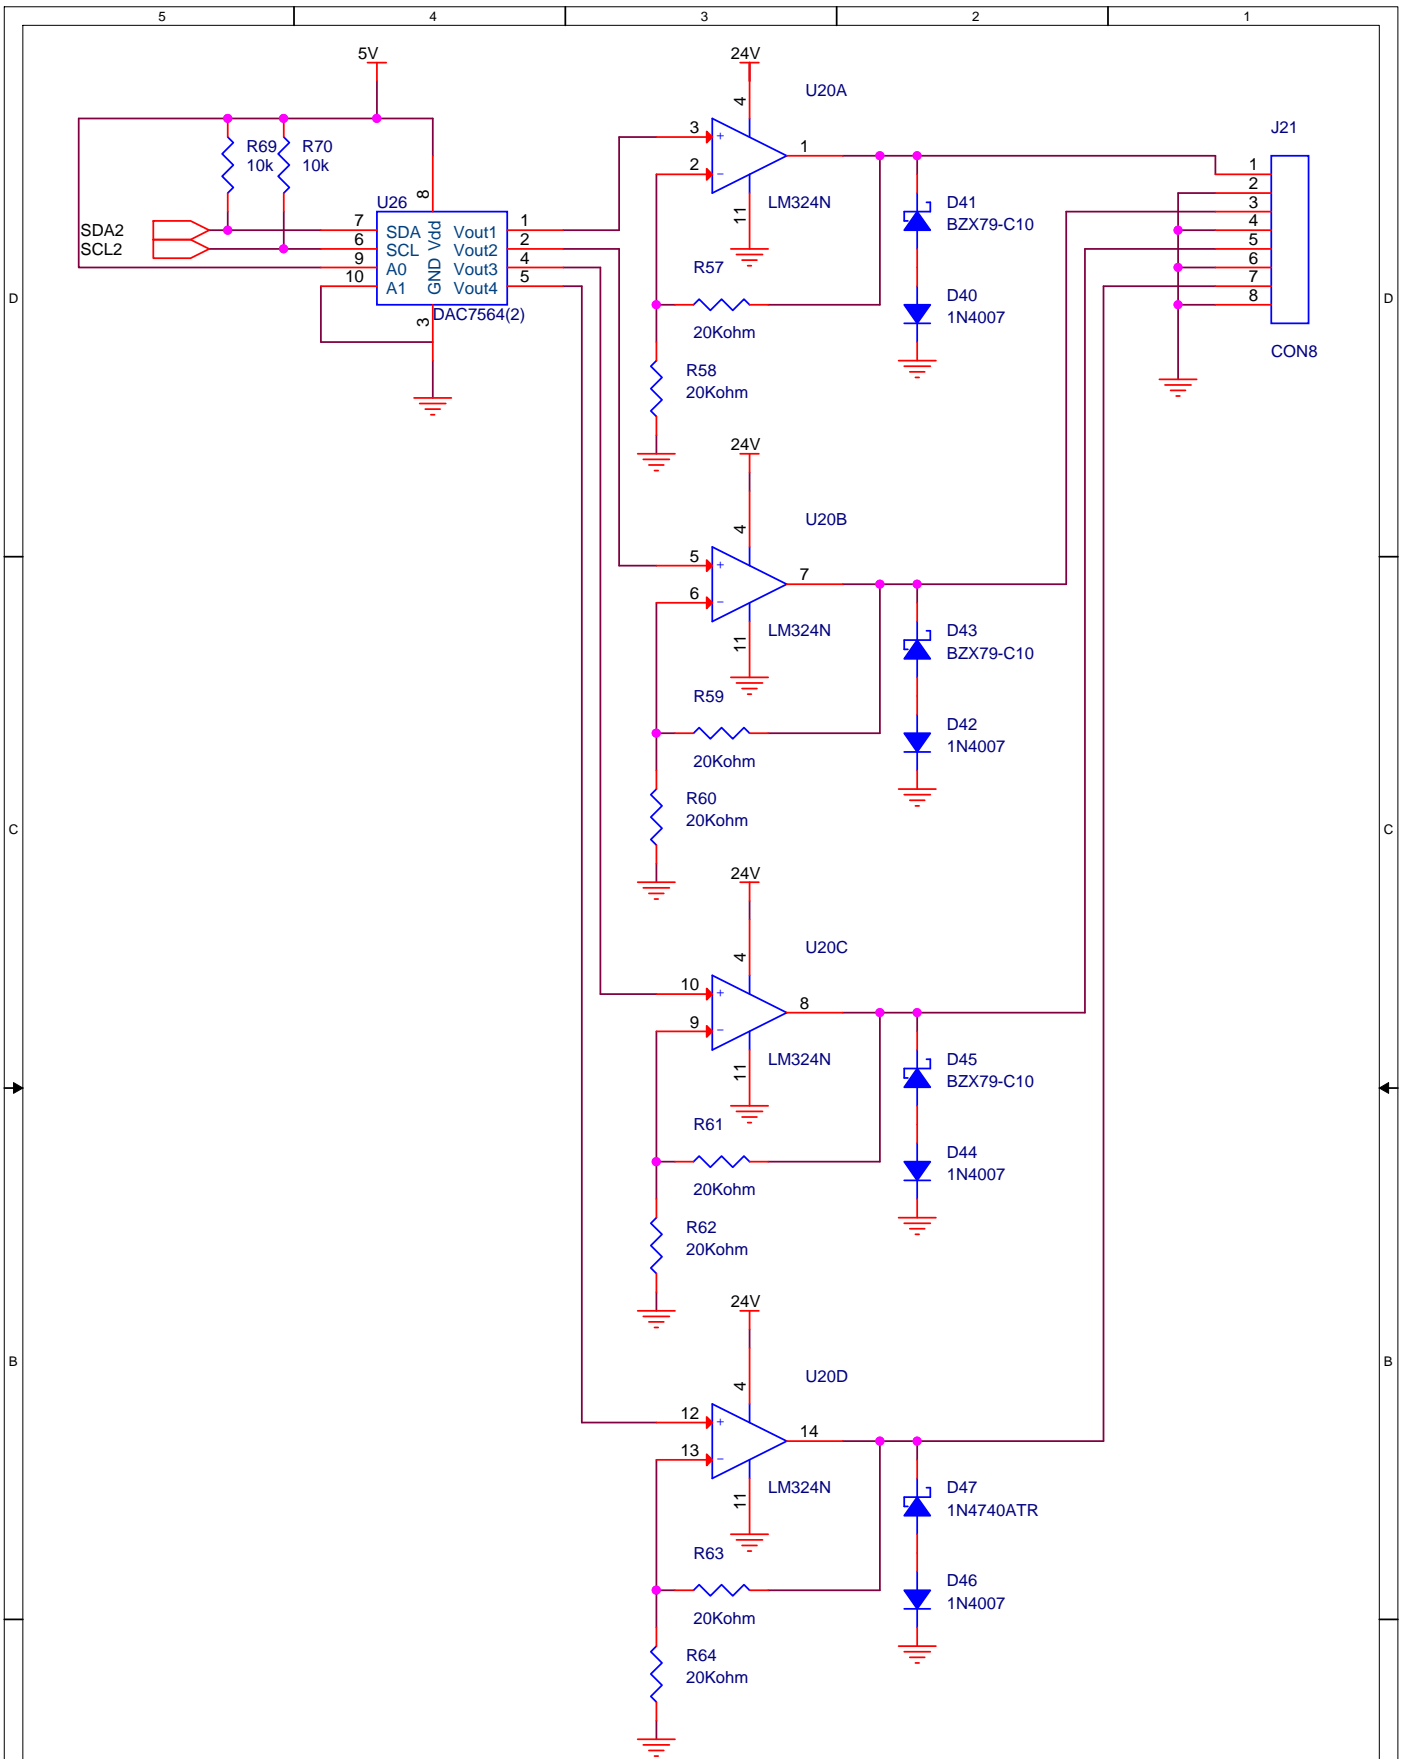 5 4 3 2 1
5V
24V
U20A
J21
R69
10k
R70
10k
4
3
2
1
+
-
11
LM324N
U26
8
SDA2
SCL2
7
6
9
10
SDA
SCL
A0
A1
Vdd
GND
Vout1
Vout2
Vout3
Vout4
1
2
4
5
3
DAC7564(2)
R57
20Kohm
R58
20Kohm
D41
BZX79-C10
D40
1N4007
1
2
3
4
5
6
7
8
CON8
D
D
24V
U20B
4
5
6
7
+
-
11
LM324N
R59
20Kohm
R60
20Kohm
D43
BZX79-C10
D42
1N4007
C
C
24V
U20C
4
10
9
8
+
-
11
LM324N
R61
20Kohm
R62
20Kohm
D45
BZX79-C10
D44
1N4007
24V
U20D
B
B
4
12
13
14
+
-
11
LM324N
R63
20Kohm
R64
20Kohm
D47
1N4740ATR
D46
1N4007